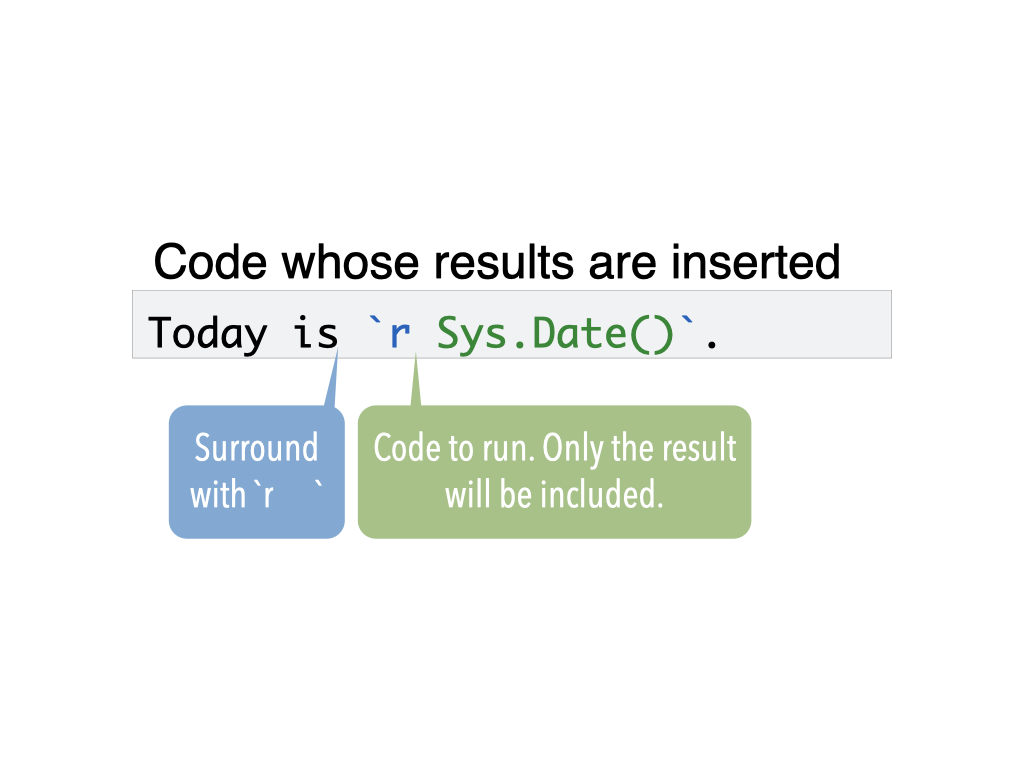 Code whose results are inserted
Today is `r Sys.Date()`.
Surround
with `r    `
Code to run. Only the result
will be included.